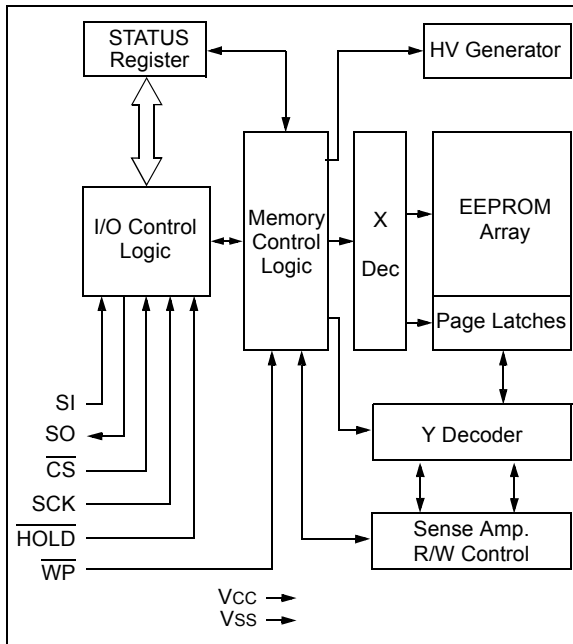 STATUS
Register
HV Generator
I/O Control
Logic
Memory
Control
Logic
X
Dec
EEPROM
Array
Page Latches
Y Decoder
Sense Amp.
R/W Control
SI
SO
CS
SCK
HOLD
WP
VCC
VSS